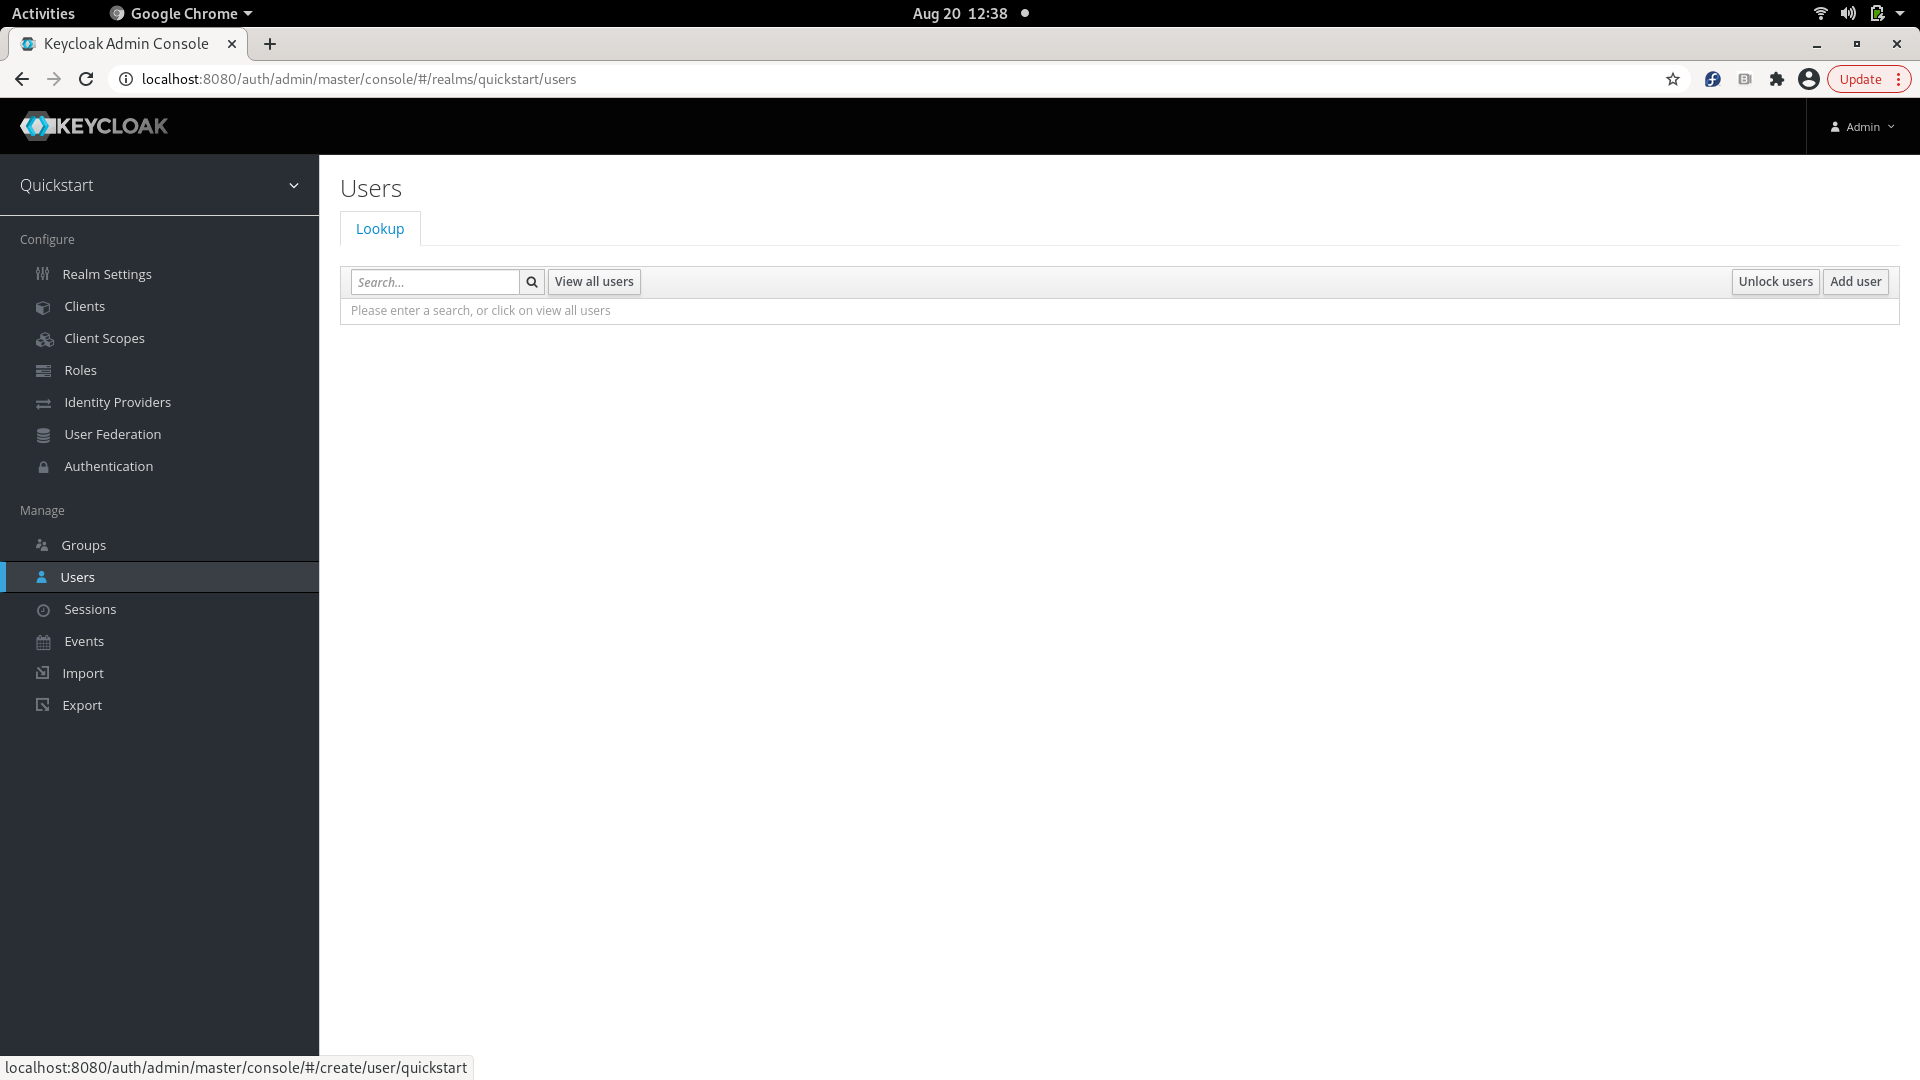 Activities
Google Chrome
Aug 20 12:38
Keycloak Admin Console
localhost:8080/auth/admin/master/console/#/realms/quickstart/users
Update
KEYCLOAK
Admin
Quickstart
Configure
Realm Settings
Clients
Client Scopes
Roles
Identity Providers
User Federation
Authentication
Manage
Groups
Users
Sessions
Events
Import
Export
Users
Lookup
Search...
View all users
Unlock users
Add user
Please enter a search, or click on view all users
localhost:8080/auth/admin/master/console/#/create/user/quickstart